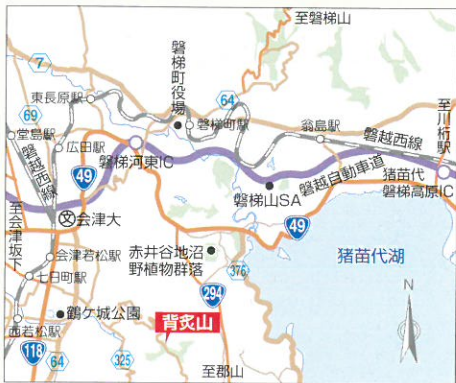 至磐梯山
7
東長原駅
69
堂島駅
広田駅
磐越西線
49
磐梯町役場
64
磐梯町駅
翁島駅
磐越西線
至川桁駅
磐梯河東IC
磐越自動車道
磐梯山SA
猪苗代
磐梯高原IC
至会津坂下
文会津大
49
会津若松駅
七日町駅
赤井谷地沼
野植物群落
376
猪苗代湖
鶴ケ城公園
294
背炙山
西若松駅
118
64
325
至郡山
N